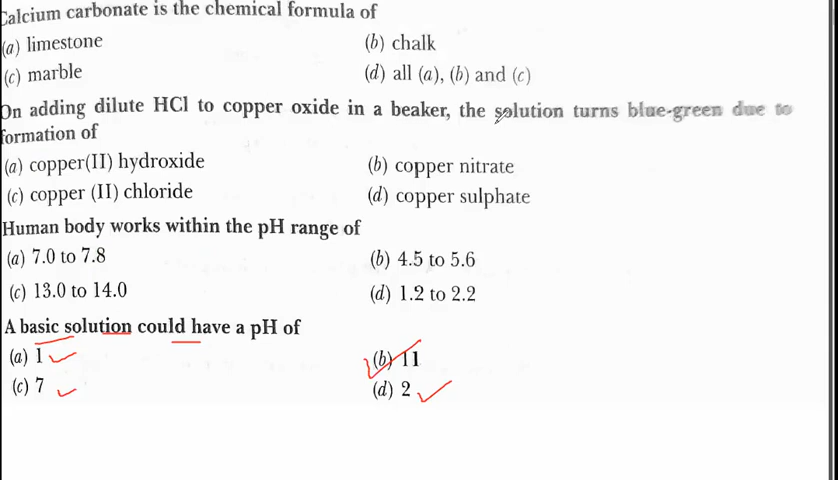 Calcium carbonate is the chemical formula of
(a) limestone (b) chalk
(c) marble (d) all (a), (b) and (c)
On adding dilute HCl to copper oxide in a beaker, the solution turns blue-green due to
formation of
(a) copper(II) hydroxide (b) copper nitrate
(c) copper (II) chloride (d) copper sulphate
Human body works within the pH range of
(a) 7.0 to 7.8 (b) 4.5 to 5.6
(c) 13.0 to 14.0 (d) 1.2 to 2.2
A basic solution could have a pH of
(a) 1 (b) 11
(c) 7 (d) 2